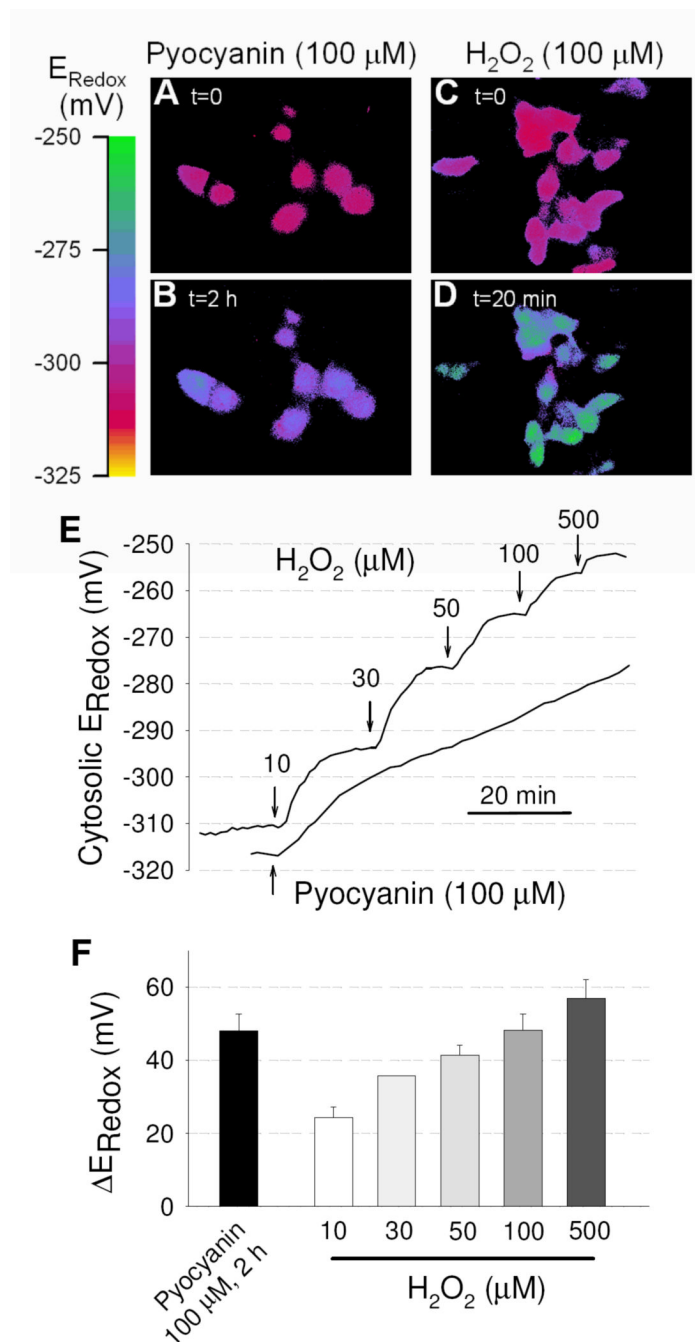 Pyocyanin (100 μM)
H₂O₂ (100 μM)
E_Redox
(mV)
-250
-275
-300
-325
A t=0
C t=0
B t=2 h
D t=20 min
E
H₂O₂ (μM)
Cytosolic E_Redox (mV)
-250
-260
-270
-280
-290
-300
-310
-320
10
30
50
100
500
20 min
Pyocyanin (100 μM)
F
ΔE_Redox (mV)
60
40
20
0
Pyocyanin
100 μM, 2 h
10 30 50 100 500
H₂O₂ (μM)